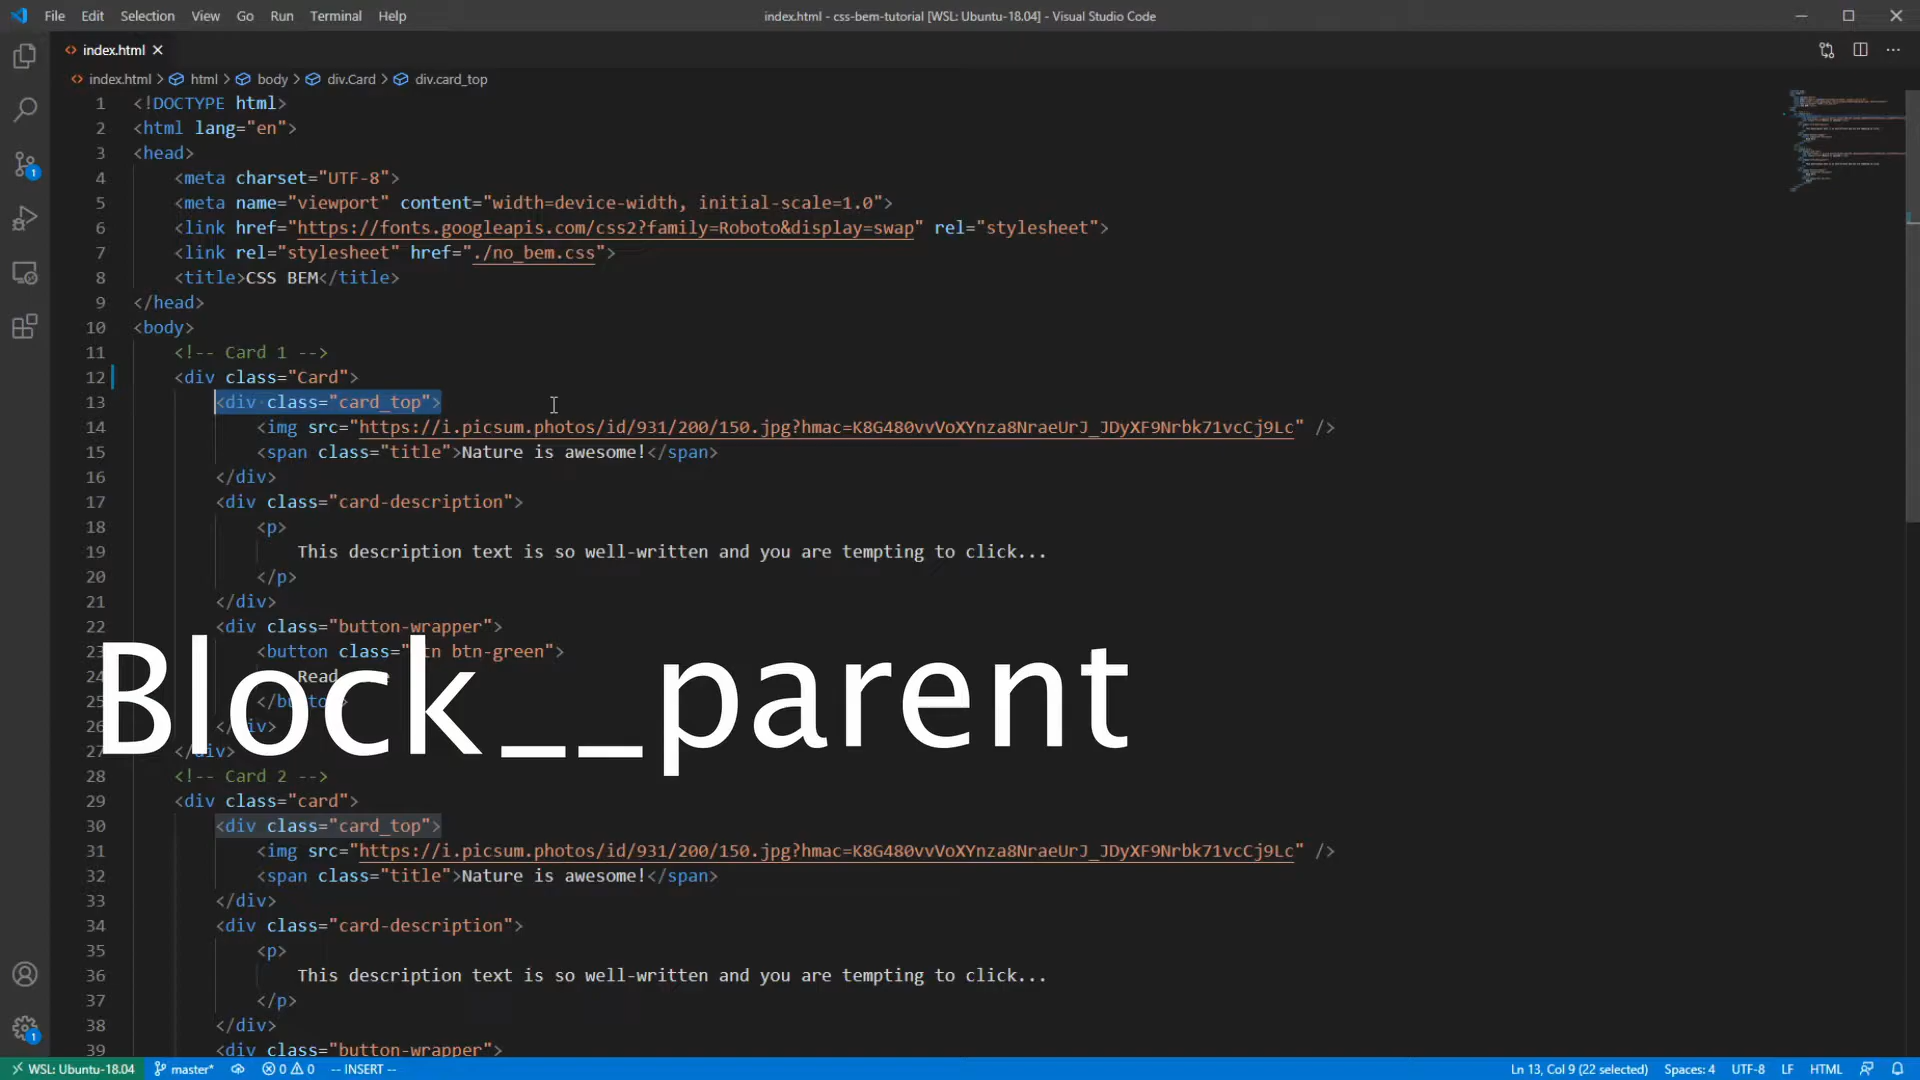 File Edit Selection View Go Run Terminal Help
index.html - css-bem-tutorial [WSL: Ubuntu-18.04] - Visual Studio Code
index.html
index.html > html > body > div.Card > div.card_top
1 <!DOCTYPE html>
2 <html lang="en">
3 <head>
4 <meta charset="UTF-8">
5 <meta name="viewport" content="width=device-width, initial-scale=1.0">
6 <link href="https://fonts.googleapis.com/css2?family=Roboto&display=swap" rel="stylesheet">
7 <link rel="stylesheet" href="./no_bem.css">
8 <title>CSS BEM</title>
9 </head>
10 <body>
11 <!-- Card 1 -->
12 <div class="Card">
13 <div class="card_top">
14 <img src="https://i.picsum.photos/id/931/200/150.jpg?hmac=K8G480vvVoXYnza8NraeUrJ_JDyXF9Nrbk71vcCj9Lc" />
15 <span class="title">Nature is awesome!</span>
16 </div>
17 <div class="card-description">
18 <p>
19 This description text is so well-written and you are tempting to click...
20 </p>
21 </div>
22 <div class="button-wrapper">
23 <button class=" tn btn-green">
24 Read
25 </butto >
26 iv>
27 </div>
Block__parent
28 <!-- Card 2 -->
29 <div class="card">
30 <div class="card_top">
31 <img src="https://i.picsum.photos/id/931/200/150.jpg?hmac=K8G480vvVoXYnza8NraeUrJ_JDyXF9Nrbk71vcCj9Lc" />
32 <span class="title">Nature is awesome!</span>
33 </div>
34 <div class="card-description">
35 <p>
36 This description text is so well-written and you are tempting to click...
37 </p>
38 </div>
39 <div class="button-wrapper">
WSL: Ubuntu-18.04 master* 0 0 -- INSERT -- Ln 13, Col 9 (22 selected) Spaces: 4 UTF-8 LF HTML